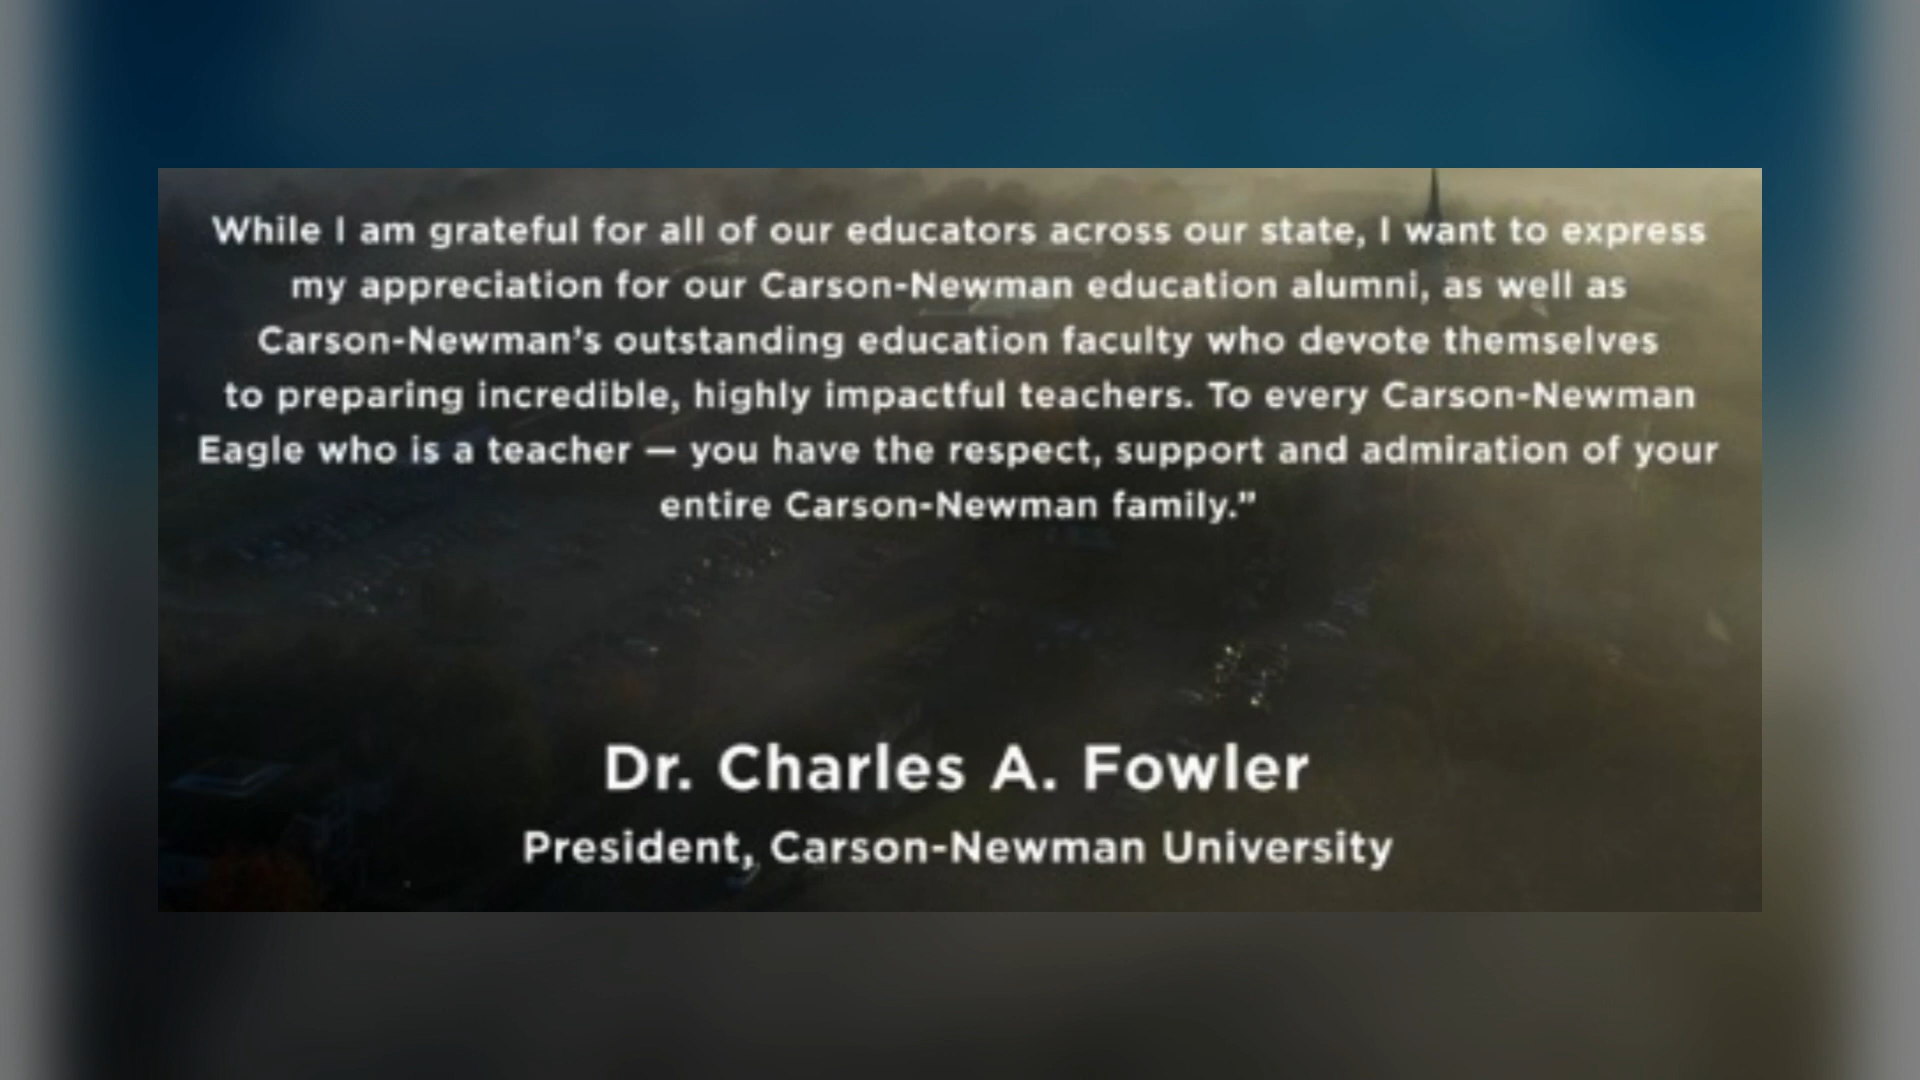 While I am grateful for all of our educators across our state, I want to express
my appreciation for our Carson-Newman education alumni, as well as
Carson-Newman’s outstanding education faculty who devote themselves
to preparing incredible, highly impactful teachers. To every Carson-Newman
Eagle who is a teacher — you have the respect, support and admiration of your
entire Carson-Newman family.”
Dr. Charles A. Fowler
President, Carson-Newman University